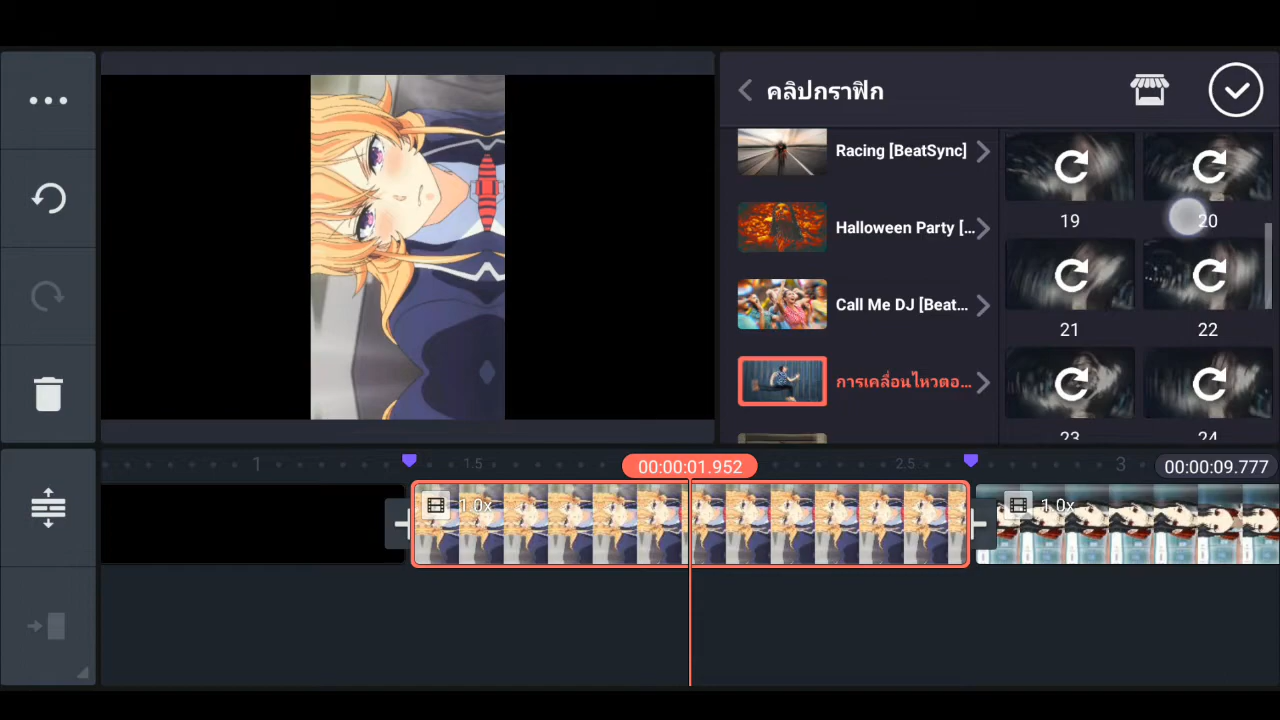 คลิปกราฟิก
Racing [BeatSync]
Halloween Party [...
Call Me DJ [Beat...
การเคลื่อนไหวตอ...
19
20
21
22
23
24
1
1.5
00:00:01.952
2.5
3
00:00:09.777
1.0x
1.0x